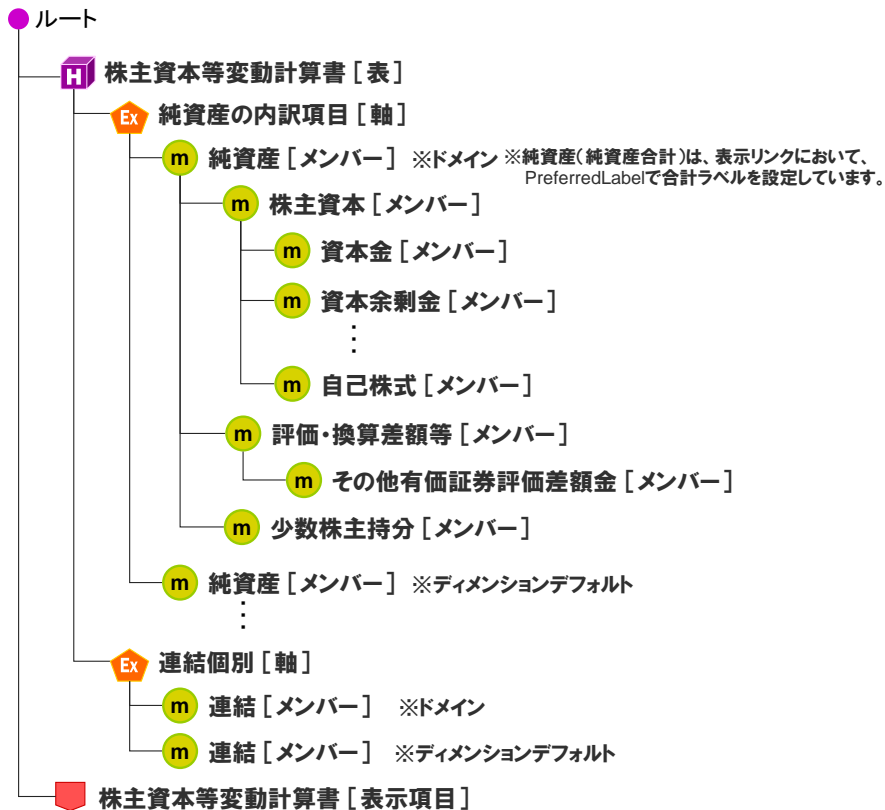 ルート
H 株主資本等変動計算書［表］
Ex 純資産の内訳項目［軸］
m 純資産［メンバー］ ※ドメイン ※純資産（純資産合計）は、表示リンクにおいて、
PreferredLabelで合計ラベルを設定しています。
m 株主資本［メンバー］
m 資本金［メンバー］
m 資本余剰金［メンバー］
⋮
m 自己株式［メンバー］
m 評価・換算差額等［メンバー］
m その他有価証券評価差額金［メンバー］
m 少数株主持分［メンバー］
m 純資産［メンバー］ ※ディメンションデフォルト
⋮
Ex 連結個別［軸］
m 連結［メンバー］ ※ドメイン
m 連結［メンバー］ ※ディメンションデフォルト
株主資本等変動計算書［表示項目］